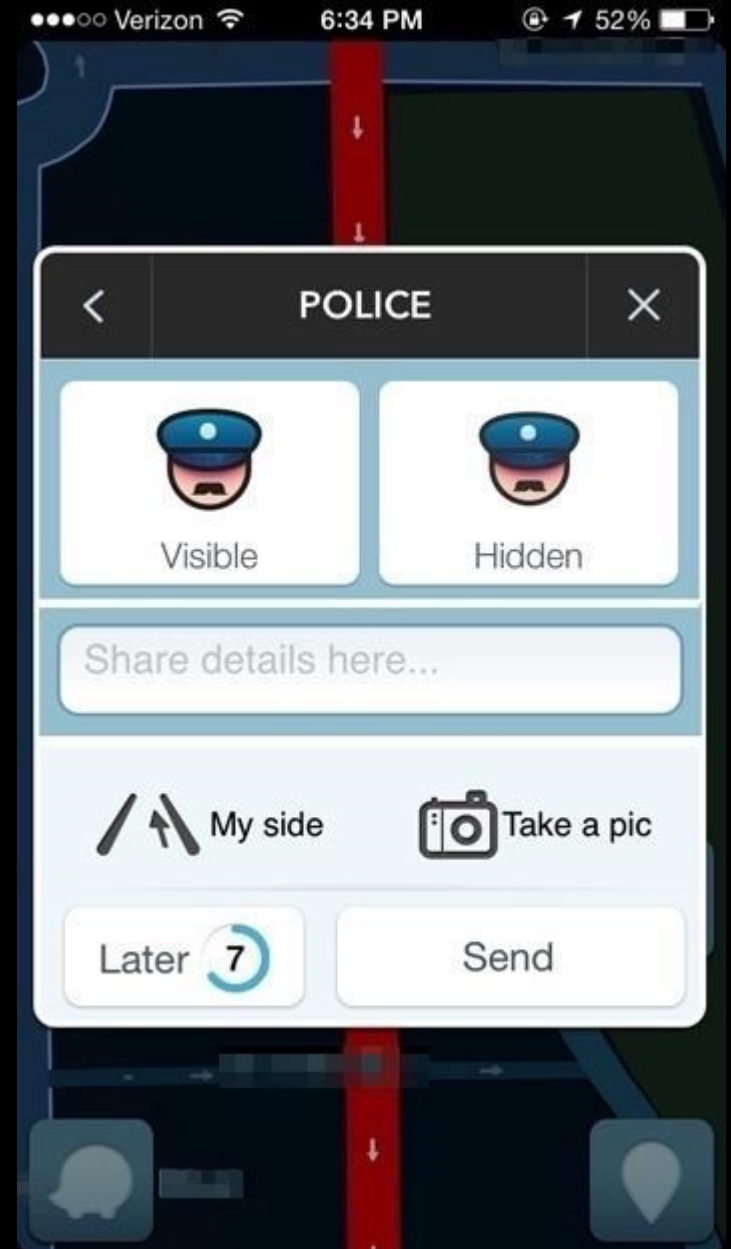 Verizon 6:34 PM 52%
POLICE
Visible Hidden
Share details here...
My side Take a pic
Later 7 Send